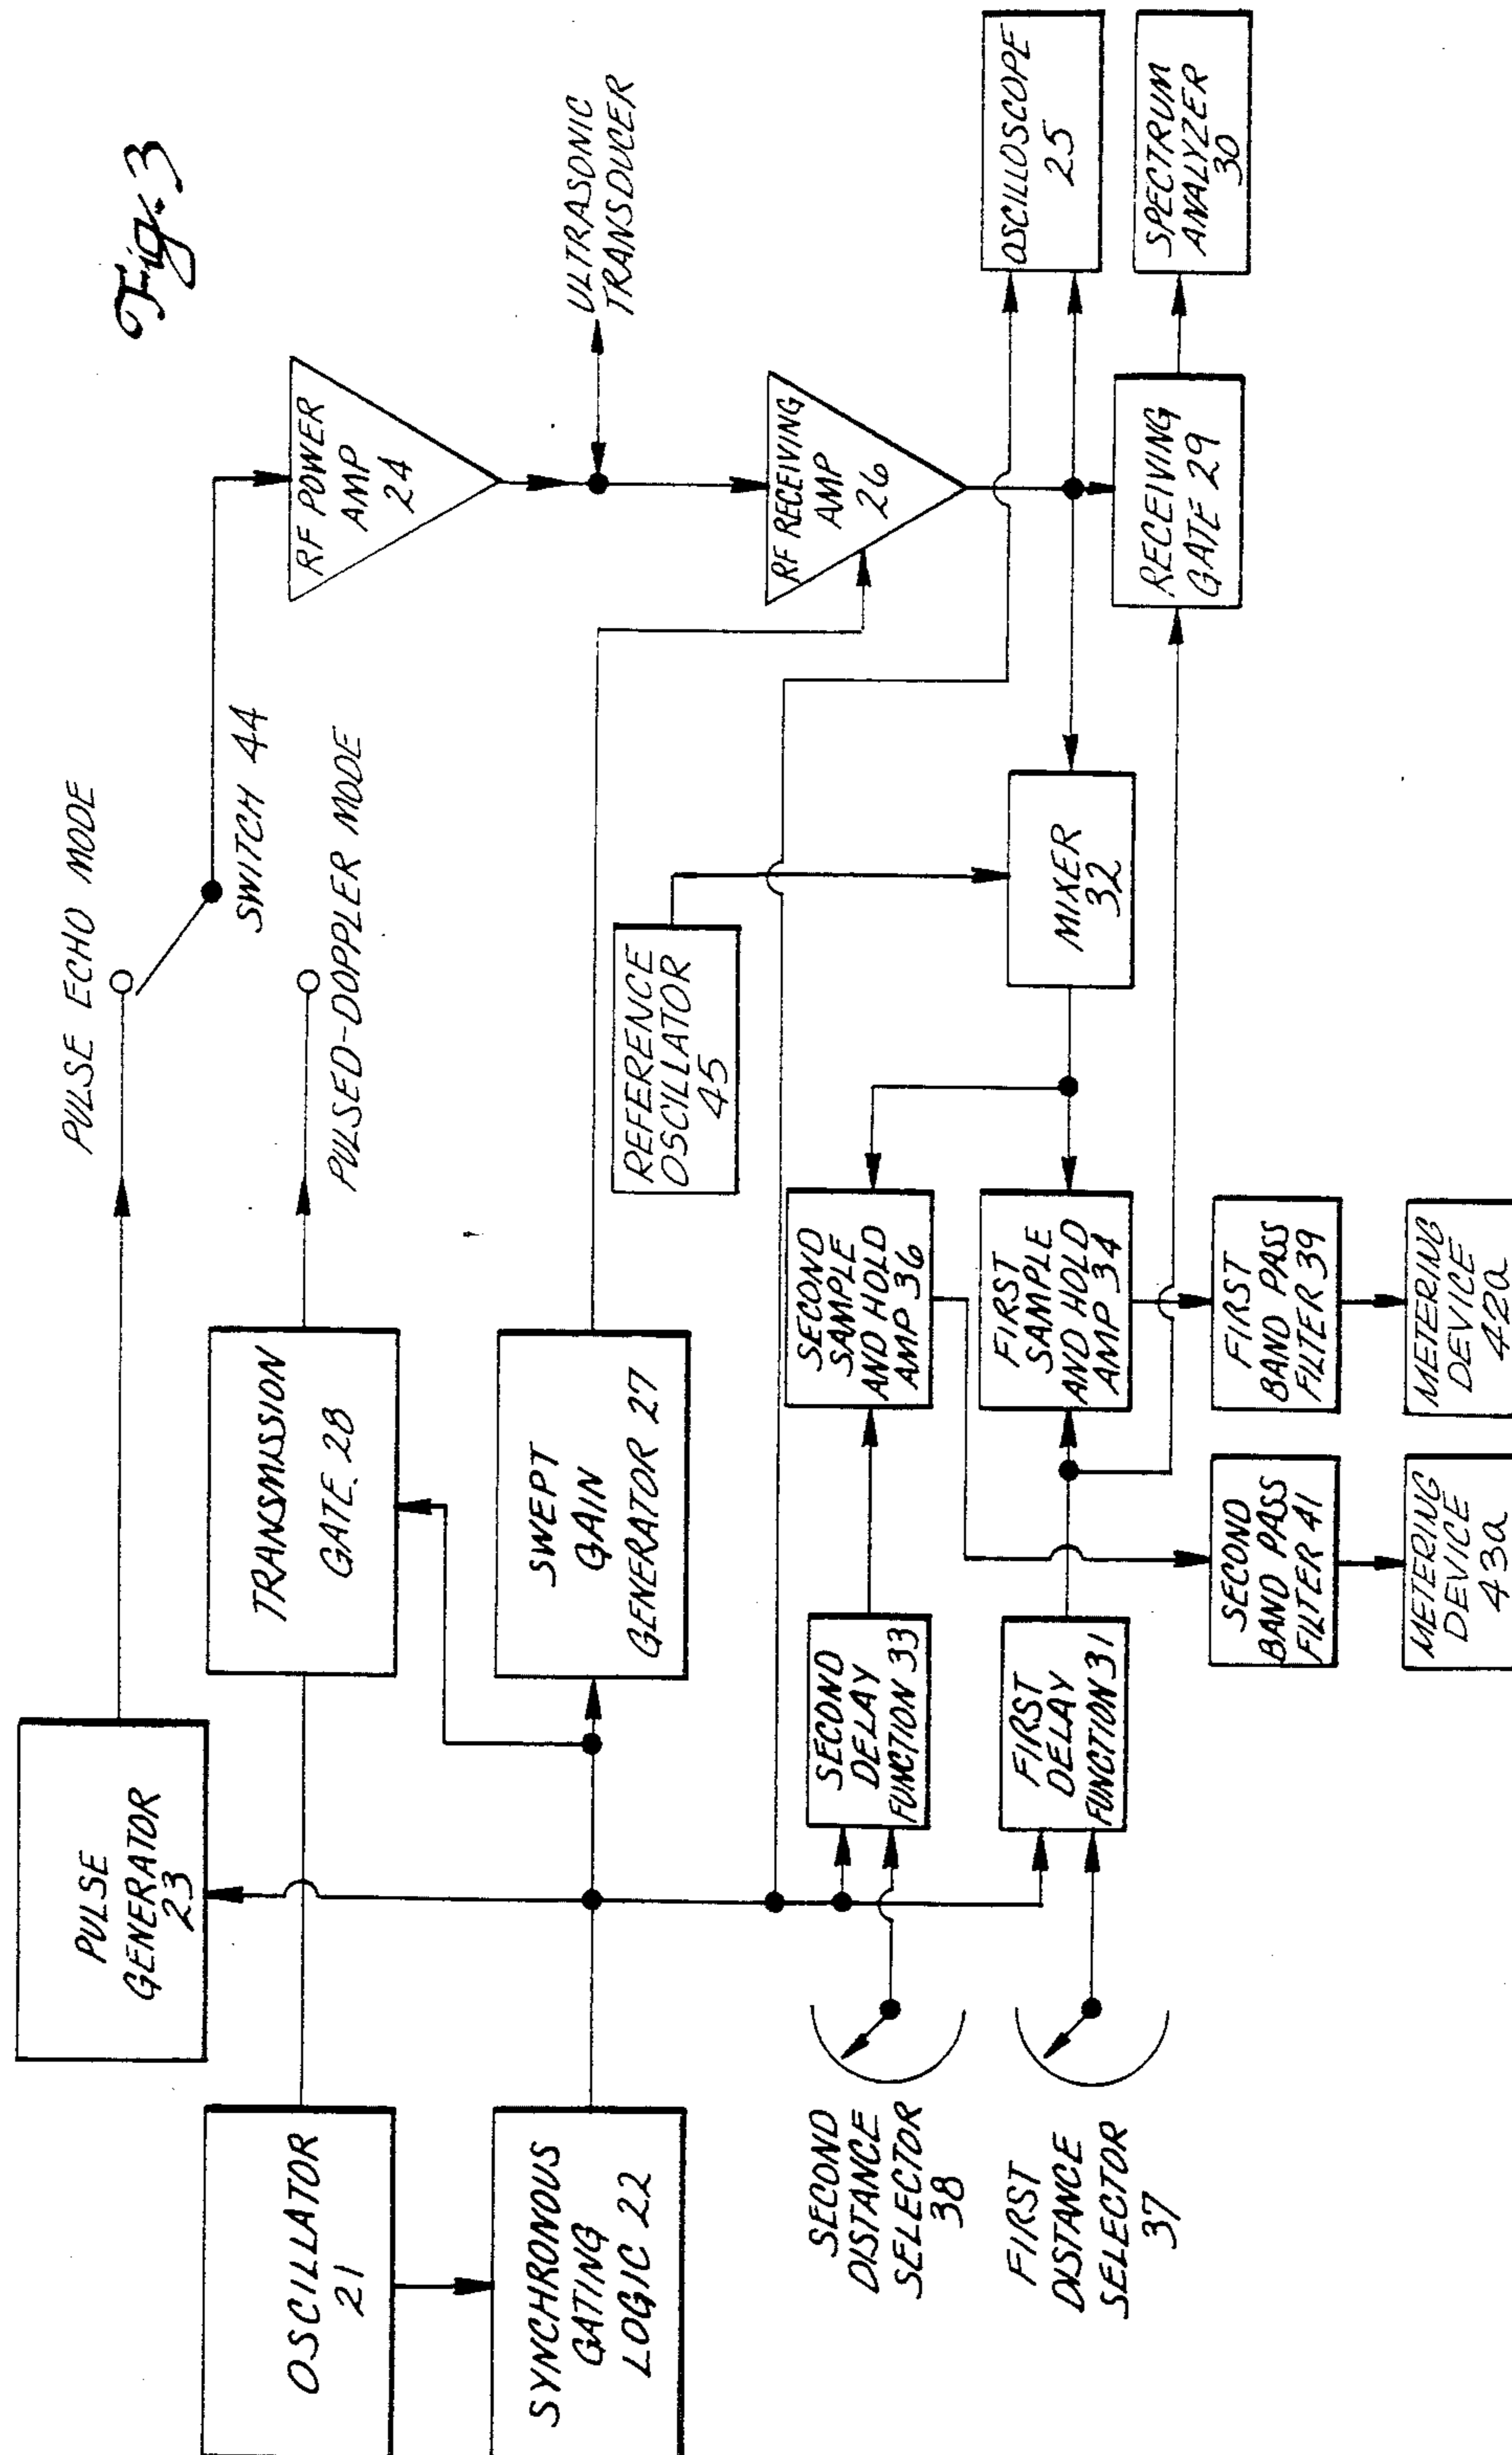 Fig. 3
PULSE
GENERATOR
23
PULSE ECHO MODE
OSCILLATOR
21
TRANSMISSION
GATE 28
SWITCH 44
PULSED-DOPPLER MODE
RF POWER
AMP
24
SYNCHRONOUS
GATING
LOGIC 22
SWEPT
GAIN
GENERATOR 27
ULTRASONIC
TRANSDUCER
REFERENCE
OSCILLATOR
45
RF RECEIVING
AMP
26
SECOND
DISTANCE
SELECTOR
38
SECOND
DELAY
FUNCTION 33
SECOND
SAMPLE
AND HOLD
AMP 36
FIRST
DISTANCE
SELECTOR
37
FIRST
DELAY
FUNCTION 31
FIRST
SAMPLE
AND HOLD
AMP 34
MIXER
32
OSCILLOSCOPE
25
SECOND
BAND PASS
FILTER 41
FIRST
BAND PASS
FILTER 39
RECEIVING
GATE 29
SPECTRUM
ANALYZER
30
METERING
DEVICE
43a
METERING
DEVICE
42a